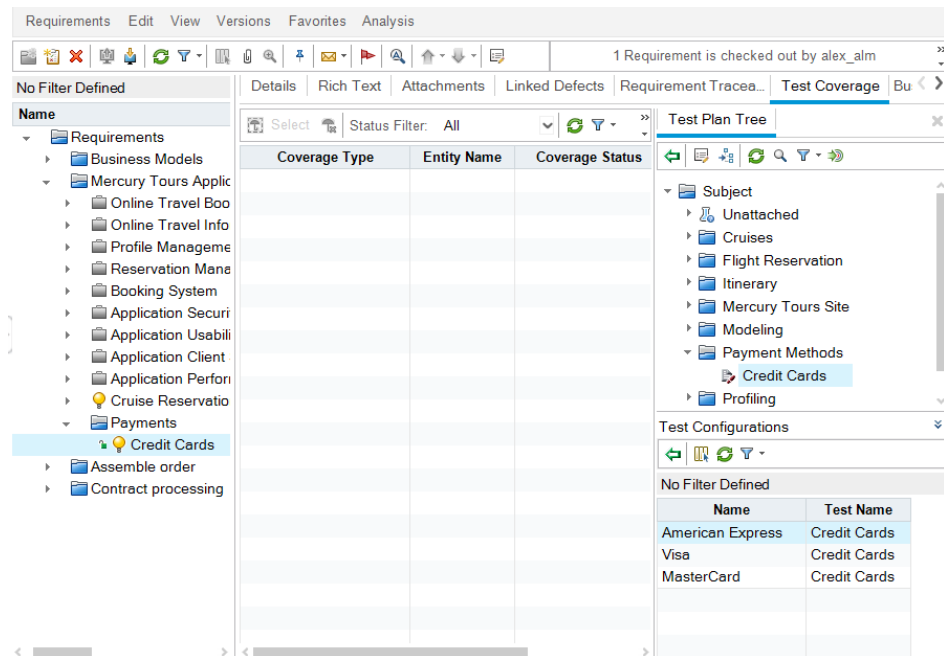 Requirements Edit View Versions Favorites Analysis
1 Requirement is checked out by alex_alm
No Filter Defined
Details Rich Text Attachments Linked Defects Requirement Tracea... Test Coverage Bu
Name
Requirements
Business Models
Mercury Tours Applic
Online Travel Boo
Online Travel Info
Profile Manageme
Reservation Mana
Booking System
Application Securi
Application Usabili
Application Client
Application Perfor
Cruise Reservatio
Payments
Credit Cards
Assemble order
Contract processing
Select Status Filter: All
Coverage Type Entity Name Coverage Status
Test Plan Tree
Subject
Unattached
Cruises
Flight Reservation
Itinerary
Mercury Tours Site
Modeling
Payment Methods
Credit Cards
Profiling
Test Configurations
No Filter Defined
Name Test Name
American Express Credit Cards
Visa Credit Cards
MasterCard Credit Cards